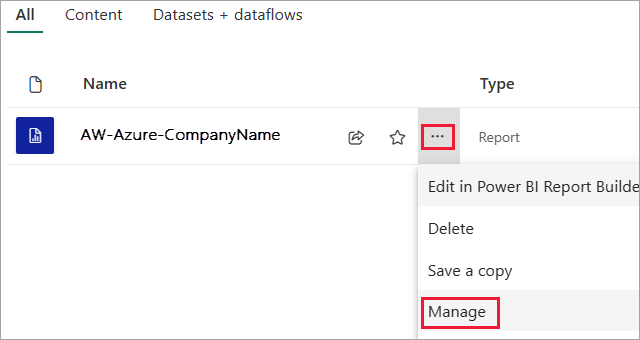 All Content Datasets + dataflows
Name Type
AW-Azure-CompanyName ... Report
Edit in Power BI Report Builde
Delete
Save a copy
Manage